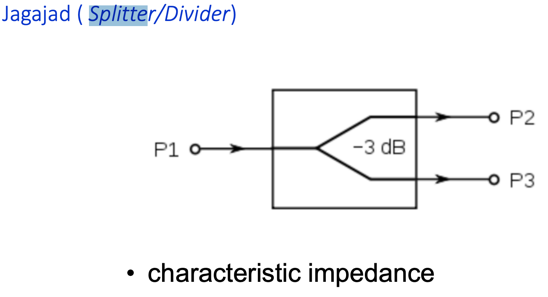 Jagajad ( Splitter/Divider)
P1
−3 dB
P2
P3
• characteristic impedance